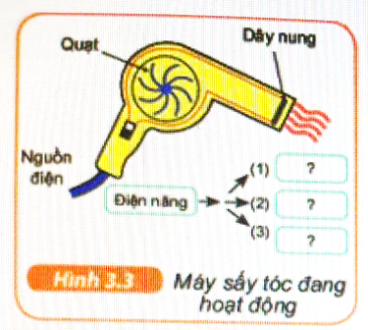 Dây nung
Quạt
Nguồn
điện
Điện năng
(1) ?
(2) ?
(3) ?
Hình 3.3 Máy sấy tóc đang
hoạt động